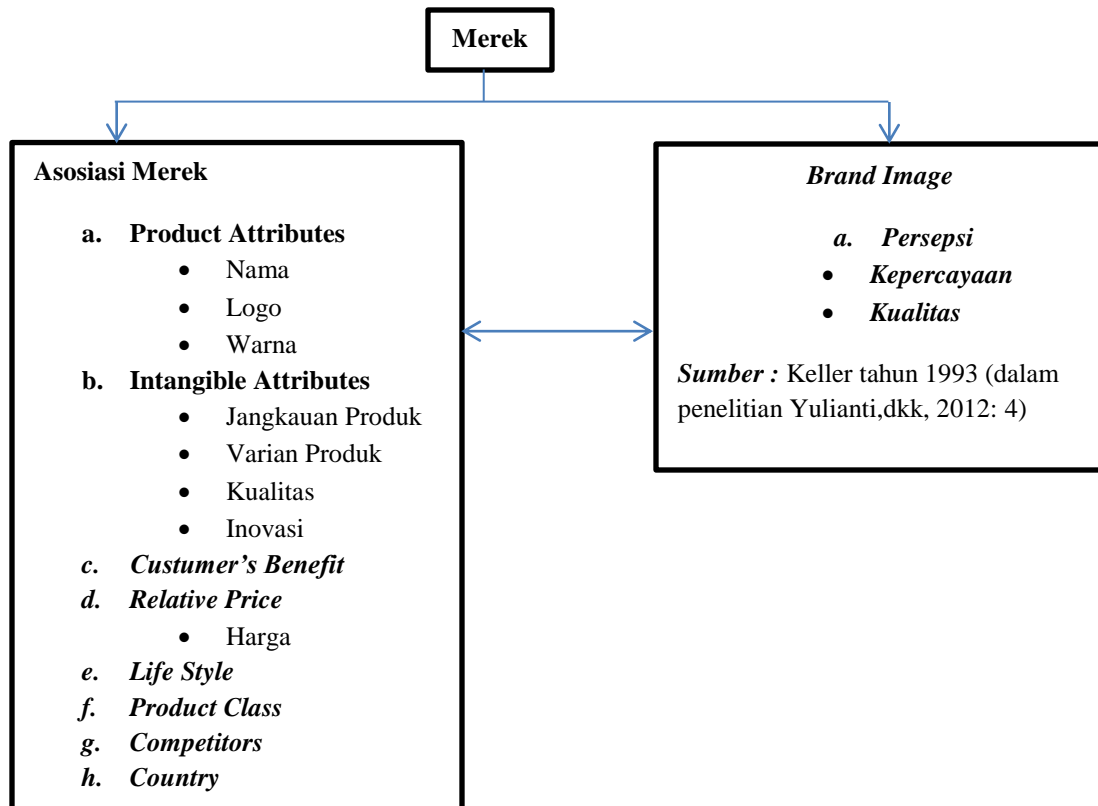 Merek
Asosiasi Merek
a. Product Attributes
• Nama
• Logo
• Warna
b. Intangible Attributes
• Jangkauan Produk
• Varian Produk
• Kualitas
• Inovasi
c. Custumer’s Benefit
d. Relative Price
• Harga
e. Life Style
f. Product Class
g. Competitors
h. Country
Brand Image
a. Persepsi
• Kepercayaan
• Kualitas
Sumber : Keller tahun 1993 (dalam
penelitian Yulianti,dkk, 2012: 4)